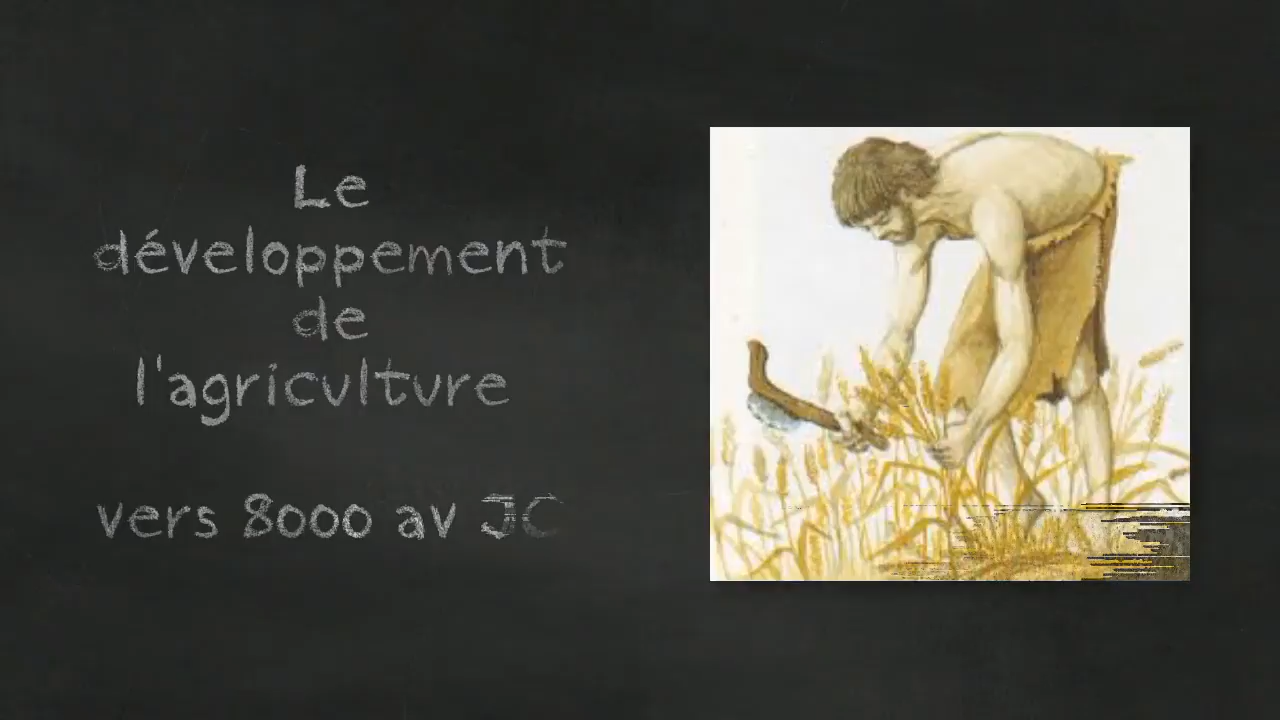 Le
développement
de
l'agriculture
vers 8000 av JC